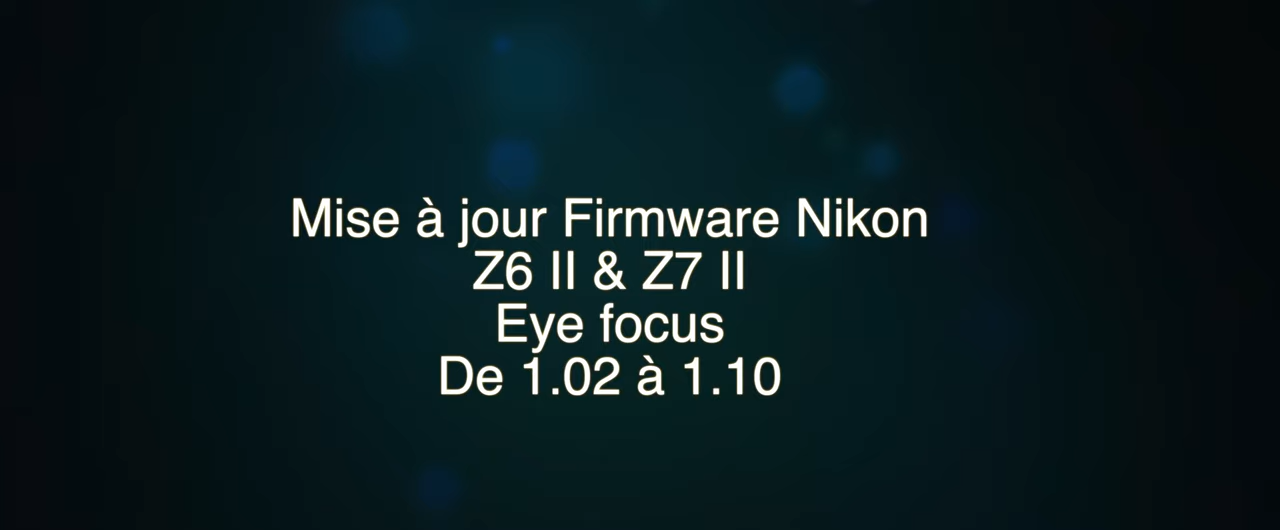 Mise à jour Firmware Nikon
Z6 II & Z7 II
Eye focus
De 1.02 à 1.10